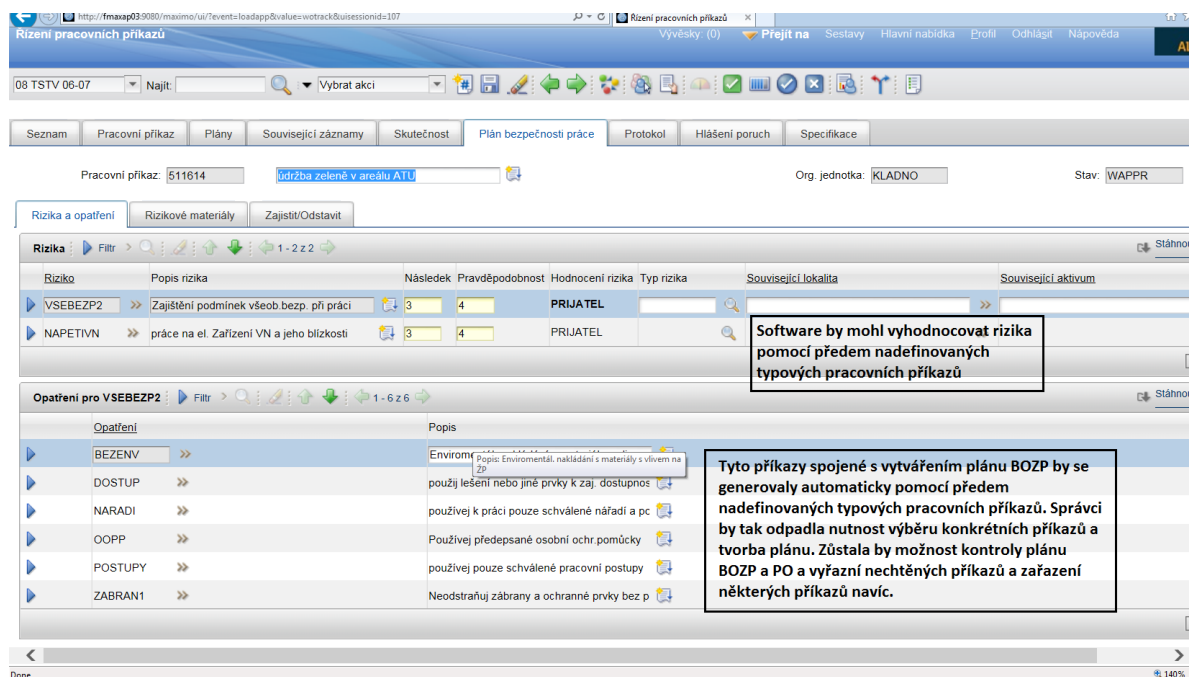 http://fmaxap03:9080/maximo/ui/?event=loadapp&value=wotrack&uisessionid=107
Řízení pracovních příkazů ×
Řízení pracovních příkazů
Vývěsky: (0) Přejít na Sestavy Hlavní nabídka Profil Odhlásit Nápověda
08 TSTV 06-07 Najít: Vybrat akci
Seznam Pracovní příkaz Plány Související záznamy Skutečnost Plán bezpečnosti práce Protokol Hlášení poruch Specifikace
Pracovní příkaz: 511614 údržba zeleně v areálu ATU Org. jednotka: KLADNO Stav: WAPPR
Rizika a opatření Rizikové materiály Zajistit/Odstavit
Rizika Filtr 1 - 2 z 2 Stáhnou
Riziko Popis rizika Následek Pravděpodobnost Hodnocení rizika Typ rizika Související lokalita Související aktivum
VSEBEZP2 Zajištění podmínek všeob.bezp. při práci 3 4 PRIJATEL
NAPETIVN práce na el. Zařízení VN a jeho blízkosti 3 4 PRIJATEL
Software by mohl vyhodnocovat rizika
pomocí předem nadefinovaných
typových pracovních příkazů
Opatření pro VSEBEZP2 Filtr 1 - 6 z 6 Stáhnou
Opatření Popis
BEZENV
Popis: Enviromentál. nakládání s materiály s vlivem na
ŽP
DOSTUP použij lešení nebo jiné prvky k zaj. dostupnos
NARADI používej k práci pouze schválené nářadí a pc
OOPP Používej předepsané osobní ochr.pomůcky
POSTUPY používej pouze schválené pracovní postupy
ZABRAN1 Neodstraňuj zábrany a ochranné prvky bez p
Tyto příkazy spojené s vytvářením plánu BOZP by se
generovaly automaticky pomocí předem
nadefinovaných typových pracovních příkazů. Správci
by tak odpadla nutnost výběru konkrétních příkazů a
tvorba plánu. Zůstala by možnost kontroly plánu
BOZP a PO a vyřazní nechtěných příkazů a zařazení
některých příkazů navíc.
Done
140%